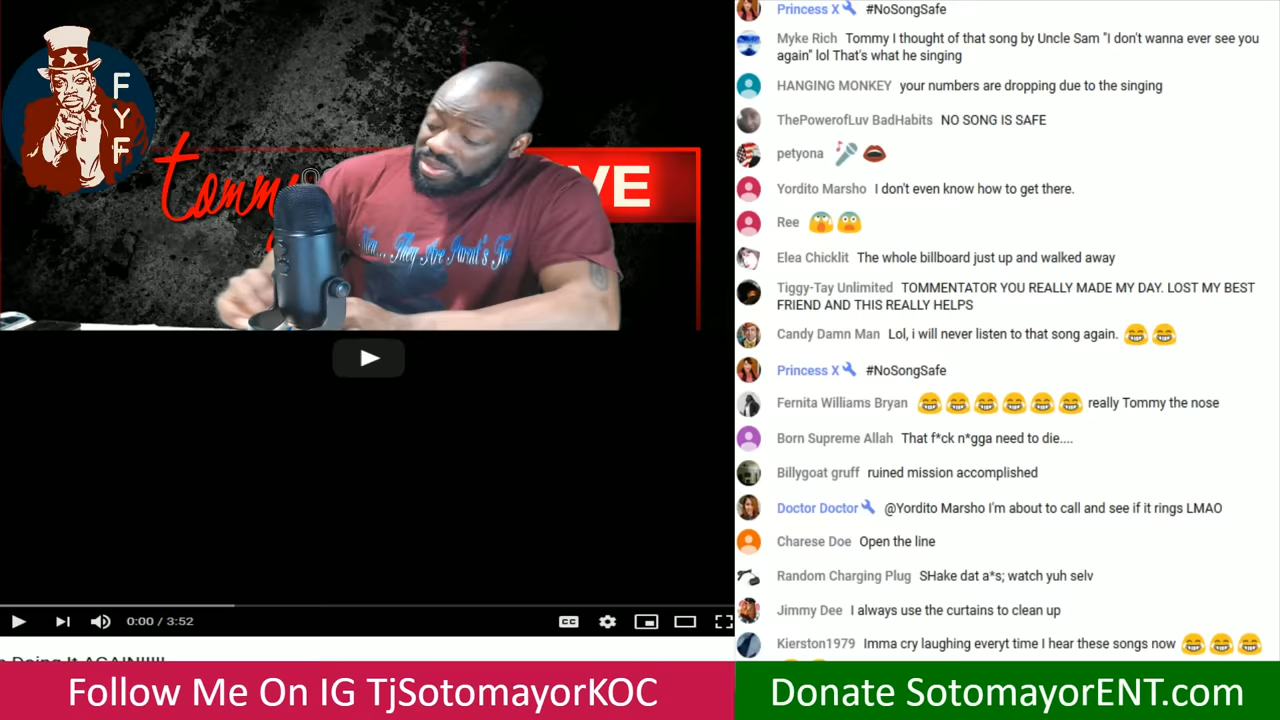 F
Y
F
tommy
VE
Men... They Are Parent's Too
0:00 / 3:52
Doing It AGAIN!!!!!
Follow Me On IG TjSotomayorKOC
Princess X #NoSongSafe
Myke Rich Tommy I thought of that song by Uncle Sam "I don't wanna ever see you
again" lol That's what he singing
HANGING MONKEY your numbers are dropping due to the singing
ThePowerofLuv BadHabits NO SONG IS SAFE
petyona 🎤 👄
Yordito Marsho I don't even know how to get there.
Ree 😱 😨
Elea Chicklit The whole billboard just up and walked away
Tiggy-Tay Unlimited TOMMENTATOR YOU REALLY MADE MY DAY. LOST MY BEST
FRIEND AND THIS REALLY HELPS
Candy Damn Man Lol, i will never listen to that song again. 😂 😂
Princess X #NoSongSafe
Fernita Williams Bryan 😂 😂 😂 😂 😂 😂 really Tommy the nose
Born Supreme Allah That f*ck n*gga need to die....
Billygoat gruff ruined mission accomplished
Doctor Doctor @Yordito Marsho I'm about to call and see if it rings LMAO
Charese Doe Open the line
Random Charging Plug SHake dat a*s; watch yuh selv
Jimmy Dee I always use the curtains to clean up
Kierston1979 Imma cry laughing everyt time I hear these songs now 😂 😂 😂
Donate SotomayorENT.com